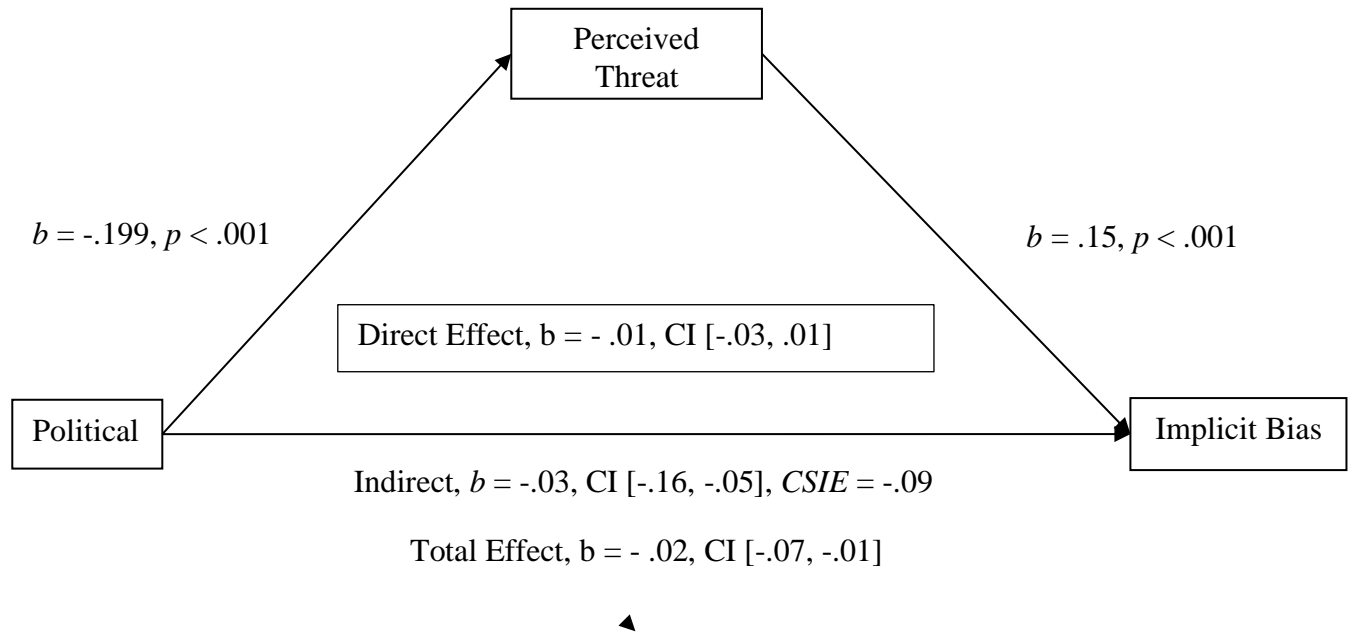 Perceived
Threat
b = -.199, p < .001
b = .15, p < .001
Direct Effect, b = - .01, CI [-.03, .01]
Political
Implicit Bias
Indirect, b = -.03, CI [-.16, -.05], CSIE = -.09
Total Effect, b = - .02, CI [-.07, -.01]